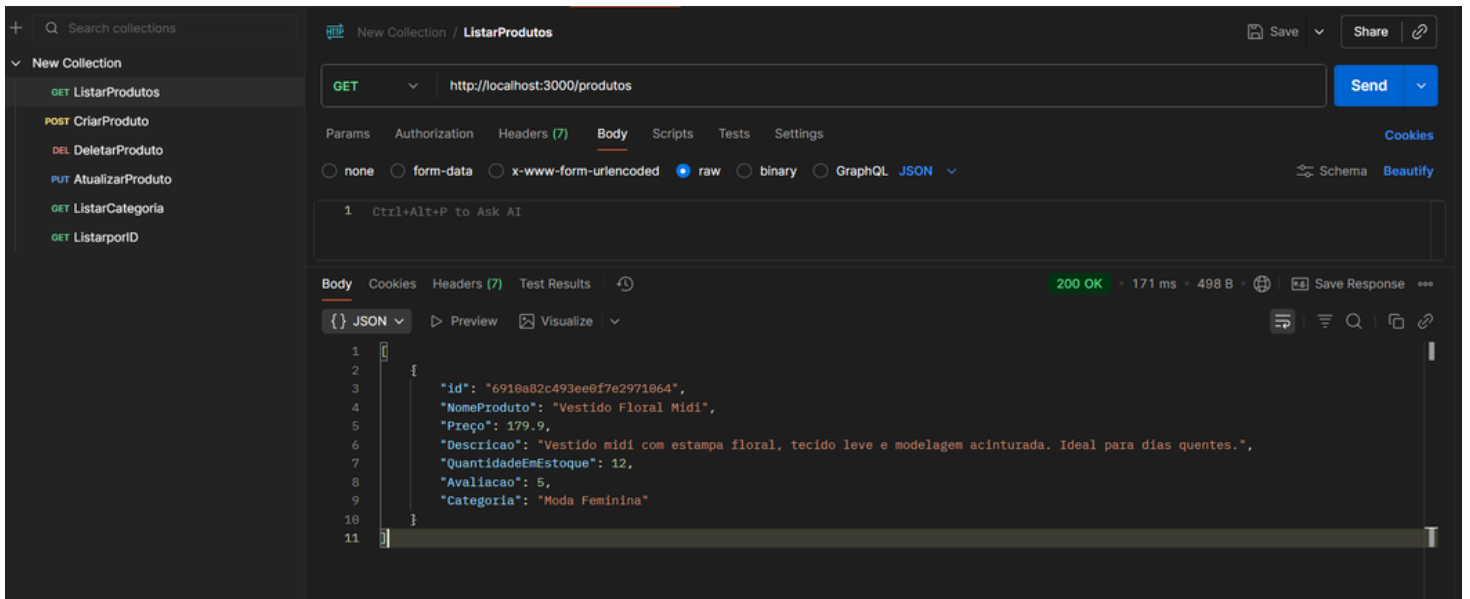 Search collections
New Collection
GET ListarProdutos
POST CriarProduto
DEL DeletarProduto
PUT AtualizarProduto
GET ListarCategoria
GET ListarporID
HTTP New Collection / ListarProdutos
Save Share
GET http://localhost:3000/produtos Send
Params Authorization Headers (7) Body Scripts Tests Settings Cookies
none form-data x-www-form-urlencoded raw binary GraphQL JSON Schema Beautify
1 Ctrl+Alt+P to Ask AI
Body Cookies Headers (7) Test Results 200 OK • 171 ms • 498 B • e.g. Save Response
{} JSON Preview Visualize
1 [
2 {
3 "id": "6910a82c493ee0f7e2971064",
4 "NomeProduto": "Vestido Floral Midi",
5 "Preço": 179.9,
6 "Descricao": "Vestido midi com estampa floral, tecido leve e modelagem acinturada. Ideal para dias quentes.",
7 "QuantidadeEmEstoque": 12,
8 "Avaliacao": 5,
9 "Categoria": "Moda Feminina"
10 }
11 ]